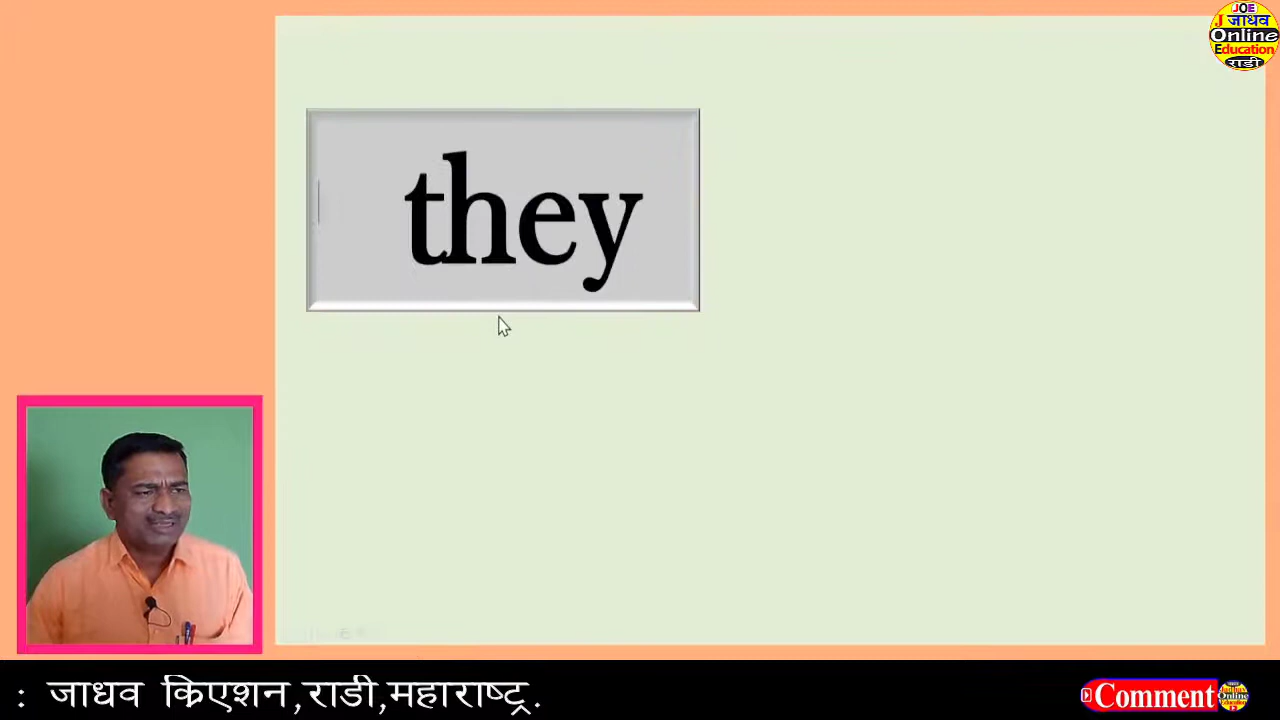 JOE
J जाधव
Online
Education
राडी
they
: जाधव क्रिएशन,राडी,महाराष्ट्र.
Comment